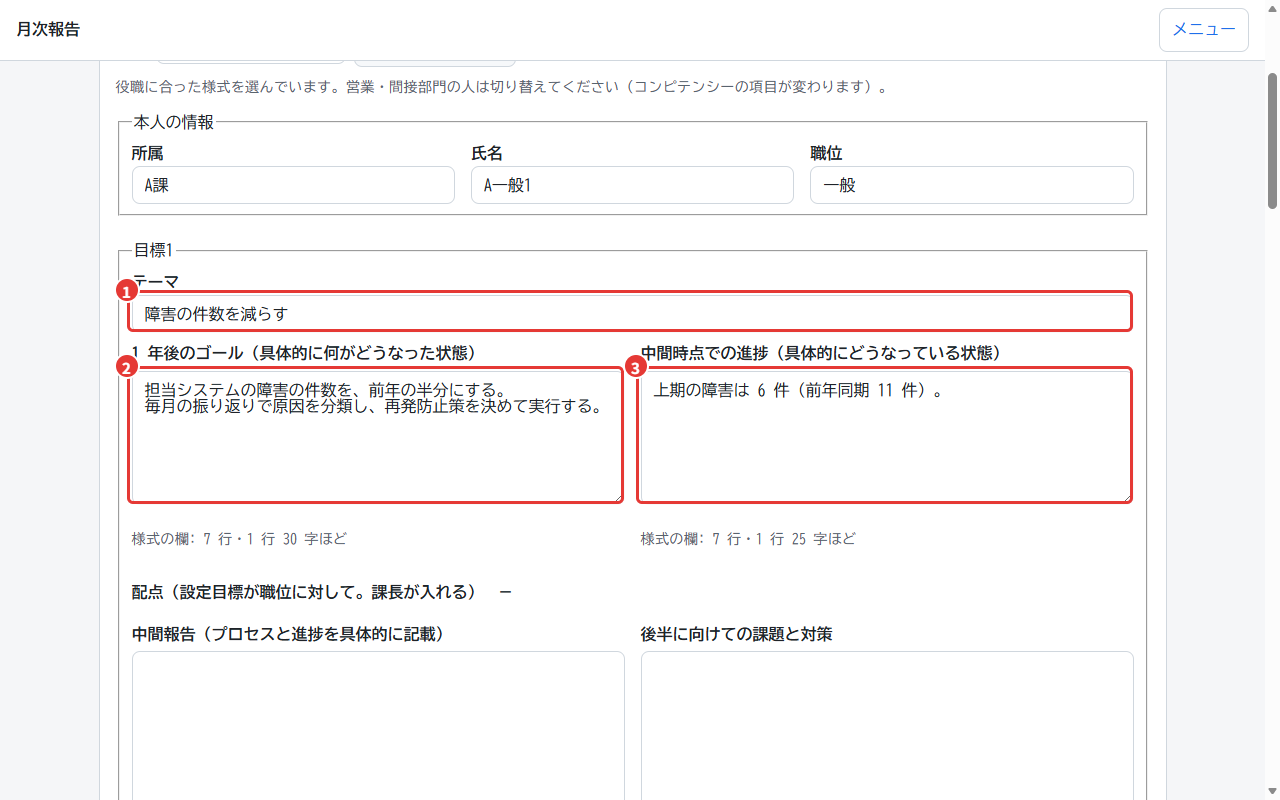 月次報告
メニュー
役職に合った様式を選んでいます。営業・間接部門の人は切り替えてください（コンピテンシーの項目が変わります）。
本人の情報
所属
氏名
職位
A課
A一般1
一般
目標1
テーマ
1
障害の件数を減らす
1 年後のゴール（具体的に何がどうなった状態）
中間時点での進捗（具体的にどうなっている状態）
2
3
担当システムの障害の件数を、前年の半分にする。
毎月の振り返りで原因を分類し、再発防止策を決めて実行する。
上期の障害は 6 件（前年同期 11 件）。
様式の欄: 7 行・1 行 30 字ほど
様式の欄: 7 行・1 行 25 字ほど
配点（設定目標が職位に対して。課長が入れる） －
中間報告（プロセスと進捗を具体的に記載）
後半に向けての課題と対策